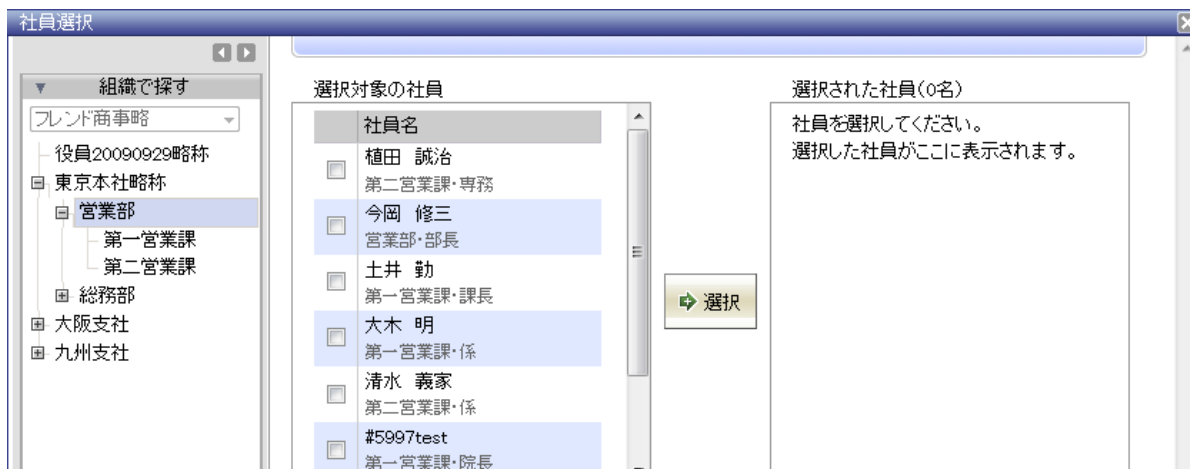 社員選択
組織で探す
フレンド商事略
役員20090929略称
東京本社略称
営業部
第一営業課
第二営業課
総務部
大阪支社
九州支社
選択対象の社員
社員名
植田 誠治
第二営業課・専務
今岡 修三
営業部・部長
土井 勤
第一営業課・課長
大木 明
第一営業課・係
清水 義家
第二営業課・係
#5997test
第一営業課・院長
選択
選択された社員(0名)
社員を選択してください。
選択した社員がここに表示されます。